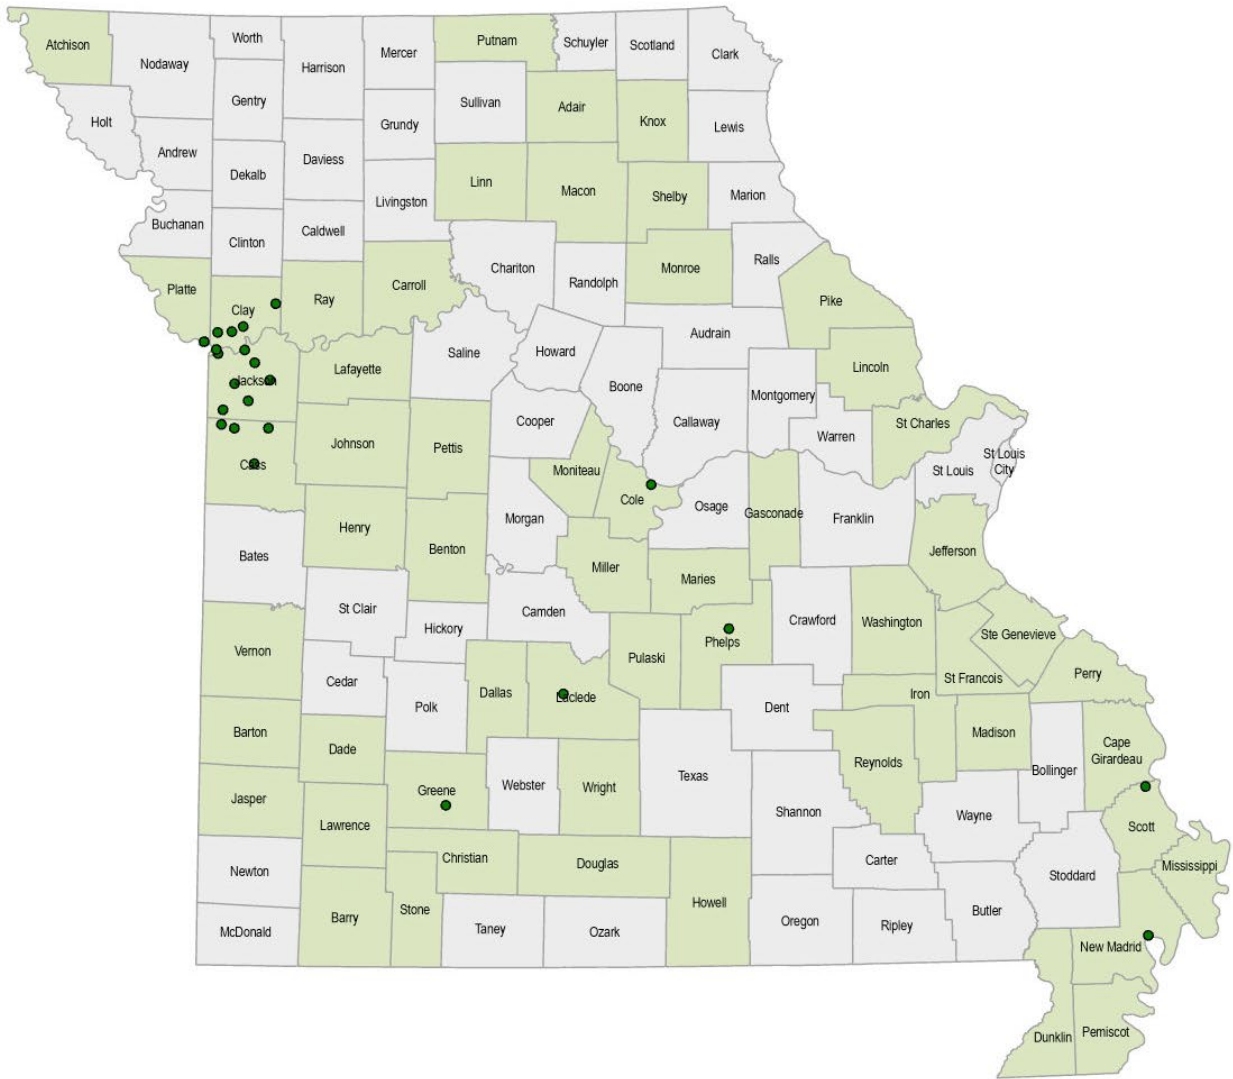 Atchison
Nodaway
Worth
Harrison
Mercer
Putnam
Schuyler
Scotland
Clark
Holt
Gentry
Sullivan
Adair
Knox
Lewis
Andrew
Dekalb
Daviess
Grundy
Linn
Macon
Shelby
Marion
Buchanan
Clinton
Caldwell
Livingston
Chariton
Randolph
Monroe
Ralls
Platte
Clay
Ray
Carroll
Pike
Saline
Howard
Audrain
Jackson
Lafayette
Boone
Montgomery
Lincoln
Cooper
Callaway
Warren
St Charles
Cass
Johnson
Pettis
Moniteau
Cole
Osage
Gasconade
Franklin
St Louis
St Louis
City
Bates
Henry
Benton
Morgan
Miller
Maries
Jefferson
St Clair
Hickory
Camden
Pulaski
Phelps
Crawford
Washington
Ste Genevieve
St Francois
Vernon
Cedar
Polk
Dallas
Laclede
Dent
Iron
Perry
Barton
Dade
Greene
Webster
Wright
Texas
Reynolds
Madison
Bollinger
Cape
Girardeau
Jasper
Lawrence
Christian
Douglas
Shannon
Wayne
Scott
Newton
Barry
Stone
Howell
Carter
Stoddard
Mississippi
McDonald
Taney
Ozark
Oregon
Ripley
Butler
New Madrid
Dunklin
Pemiscot